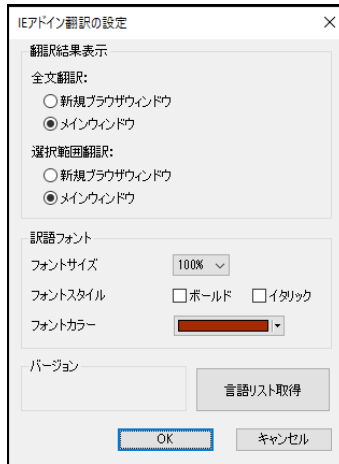 IEアドイン翻訳の設定
翻訳結果表示
全文翻訳:
新規ブラウザウィンドウ
メインウィンドウ
選択範囲翻訳:
新規ブラウザウィンドウ
メインウィンドウ
訳語フォント
フォントサイズ 100%
フォントスタイル ボールド イタリック
フォントカラー
バージョン
言語リスト取得
OK キャンセル